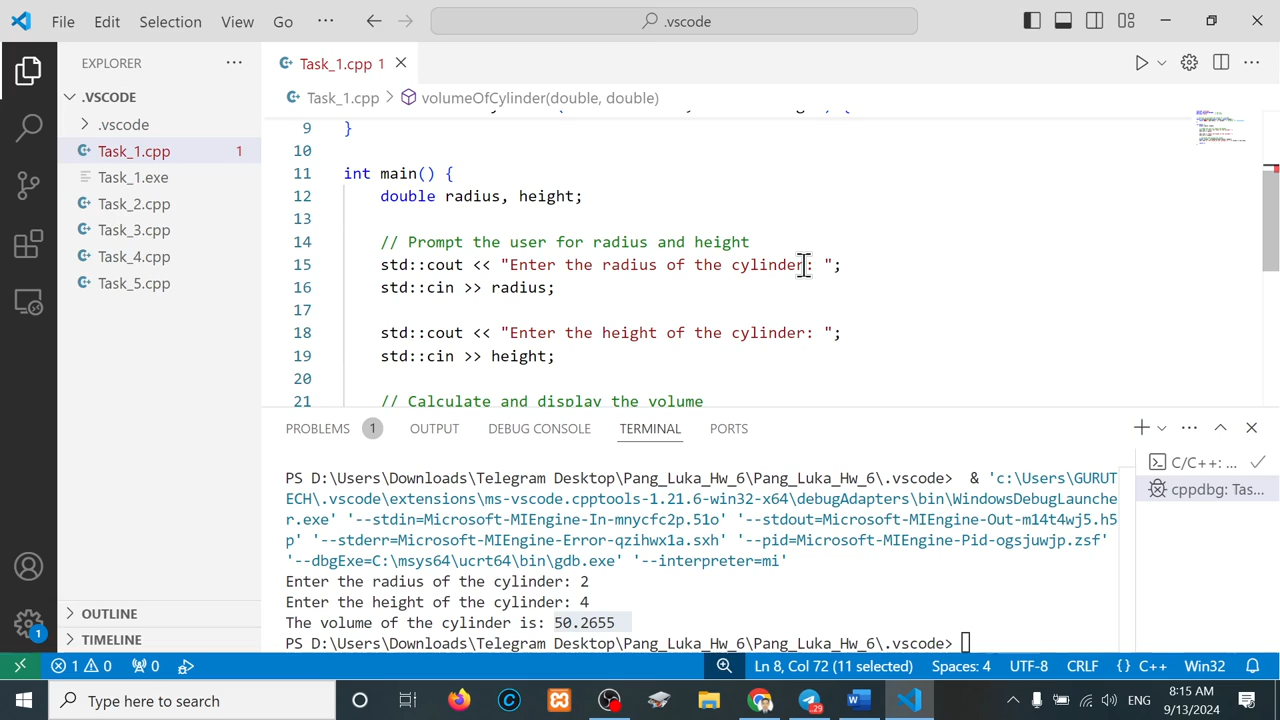 File Edit Selection View Go ··· .vscode
EXPLORER ···
.VSCODE
.vscode
Task_1.cpp 1
Task_1.exe
Task_2.cpp
Task_3.cpp
Task_4.cpp
Task_5.cpp
OUTLINE
TIMELINE
Task_1.cpp 1
Task_1.cpp > volumeOfCylinder(double, double)
9 }
10
11 int main() {
12 double radius, height;
13
14 // Prompt the user for radius and height
15 std::cout << "Enter the radius of the cylinder: ";
16 std::cin >> radius;
17
18 std::cout << "Enter the height of the cylinder: ";
19 std::cin >> height;
20
21 // Calculate and display the volume
PROBLEMS 1 OUTPUT DEBUG CONSOLE TERMINAL PORTS
PS D:\Users\Downloads\Telegram Desktop\Pang_Luka_Hw_6\Pang_Luka_Hw_6\.vscode> & 'c:\Users\GURUT
ECH\.vscode\extensions\ms-vscode.cpptools-1.21.6-win32-x64\debugAdapters\bin\WindowsDebugLaunche
r.exe' '--stdin=Microsoft-MIEngine-In-mnycfc2p.51o' '--stdout=Microsoft-MIEngine-Out-m14t4wj5.h5
p' '--stderr=Microsoft-MIEngine-Error-qzihwx1a.sxh' '--pid=Microsoft-MIEngine-Pid-ogsjuwjp.zsf'
'--dbgExe=C:\msys64\ucrt64\bin\gdb.exe' '--interpreter=mi'
Enter the radius of the cylinder: 2
Enter the height of the cylinder: 4
The volume of the cylinder is: 50.2655
PS D:\Users\Downloads\Telegram Desktop\Pang_Luka_Hw_6\Pang_Luka_Hw_6\.vscode>
C/C++: ...
cppdbg: Tas...
1
1 0 0 Ln 8, Col 72 (11 selected) Spaces: 4 UTF-8 CRLF {} C++ Win32
Type here to search
29
ENG
8:15 AM
9/13/2024